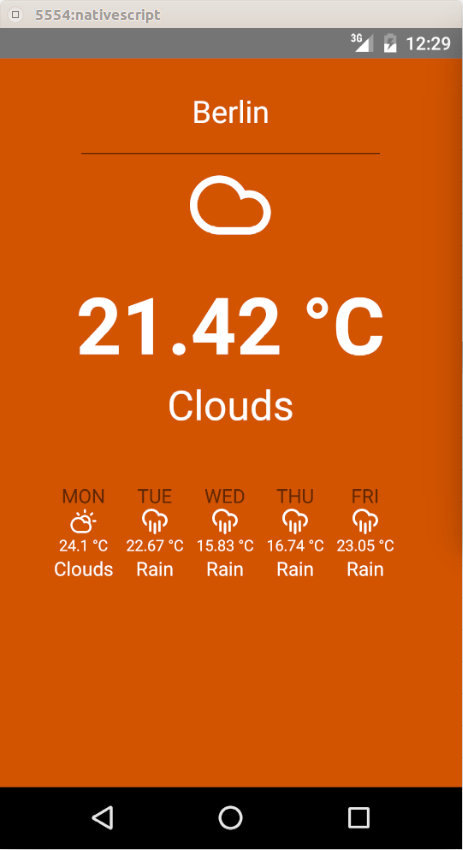 5554:nativescript
3G 12:29
Berlin
21.42 °C
Clouds
MON TUE WED THU FRI
24.1 °C 22.67 °C 15.83 °C 16.74 °C 23.05 °C
Clouds Rain Rain Rain Rain